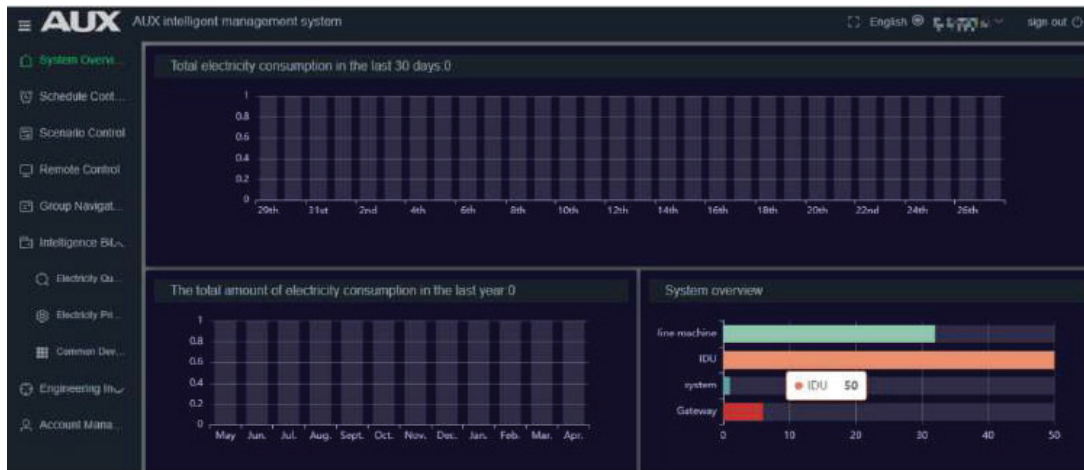 AUX AUX intelligent management system
English
sign out
System Overvi...
Schedule Cont...
Scenario Control
Remote Control
Group Navigat...
Intelligence Bil...
Electricity Qu...
Electricity Pri...
Common Dev...
Engineering In...
Account Mana...
Total electricity consumption in the last 30 days:0
1
0.8
0.6
0.4
0.2
0
29th 31st 2nd 4th 6th 8th 10th 12th 14th 16th 18th 20th 22nd 24th 26th
The total amount of electricity consumption in the last year:0
1
0.8
0.6
0.4
0.2
0
May Jun. Jul. Aug. Sept. Oct. Nov. Dec. Jan. Feb. Mar. Apr.
System overview
line machine
IDU
system
IDU 50
Gateway
0 10 20 30 40 50